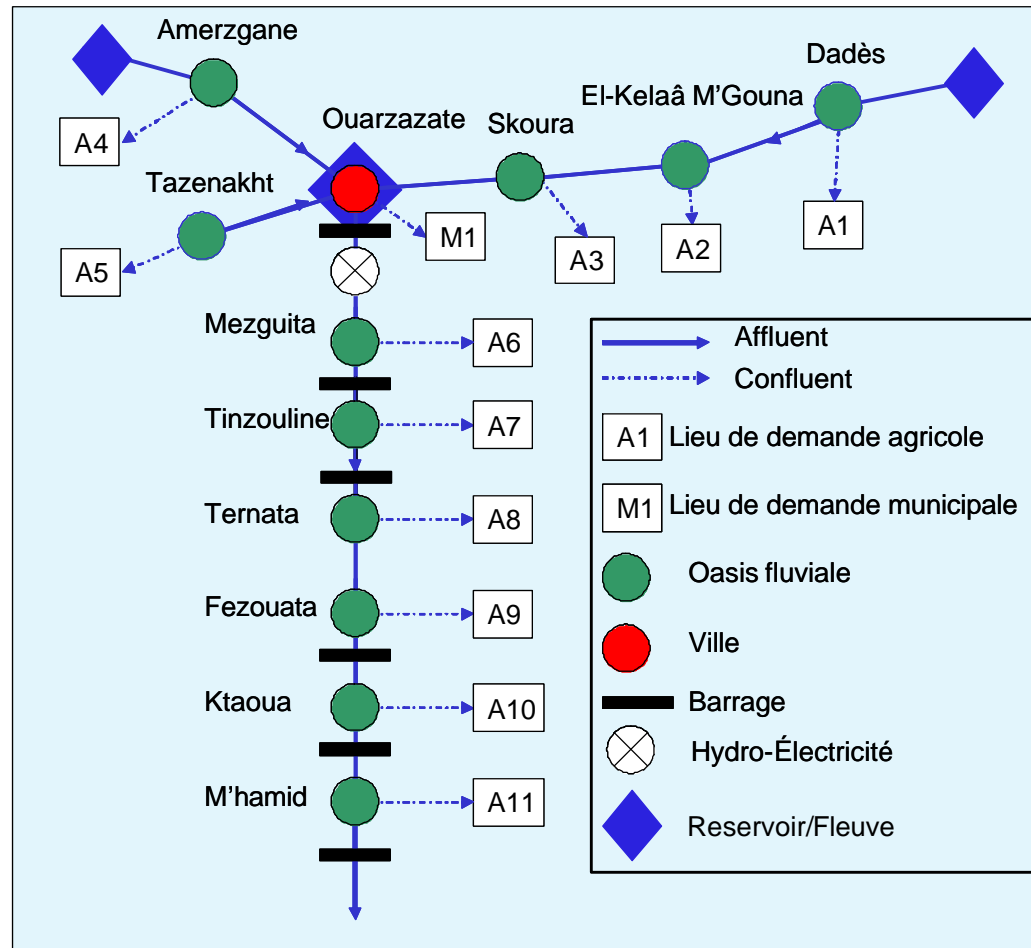 Amerzgane
Dadès
El-Kelaâ M'Gouna
Ouarzazate
Skoura
A4
Tazenakht
M1
A3
A2
A1
A5
Mezguita
A6
Tinzouline
A7
Ternata
A8
Fezouata
A9
Ktaoua
A10
M'hamid
A11
Affluent
Confluent
A1 Lieu de demande agricole
M1 Lieu de demande municipale
Oasis fluviale
Ville
Barrage
Hydro-Électricité
Reservoir/Fleuve